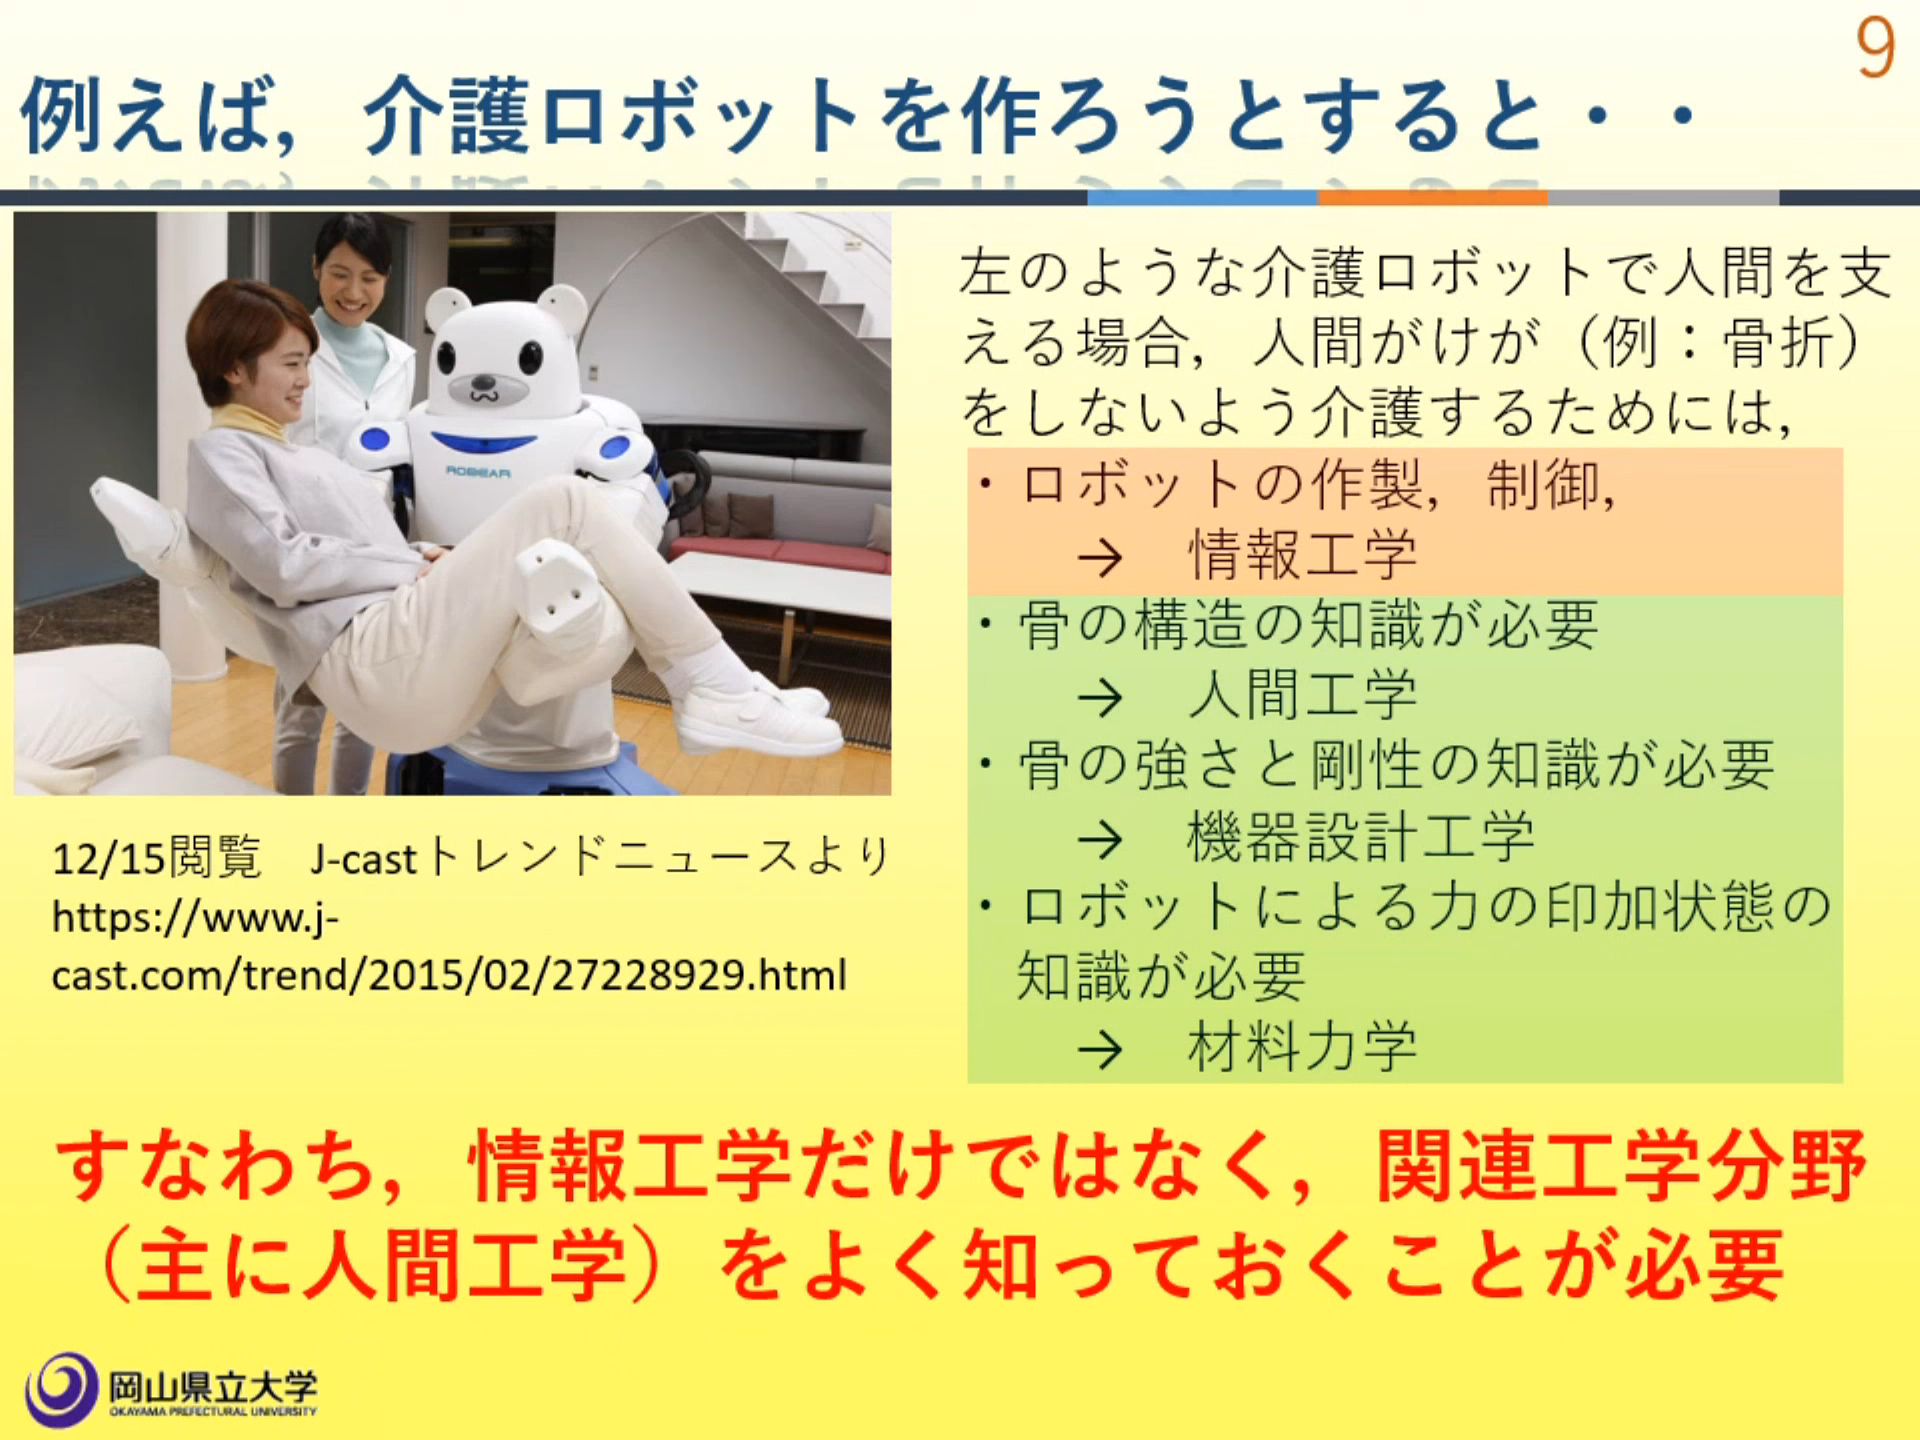 9
例えば，介護ロボットを作ろうとすると・・
ROBEAR
12/15閲覧　J-castトレンドニュースより
https://www.j-
cast.com/trend/2015/02/27228929.html
左のような介護ロボットで人間を支
える場合，人間がけが（例：骨折）
をしないよう介護するためには，
・ロボットの作製，制御，
→　情報工学
・骨の構造の知識が必要
→　人間工学
・骨の強さと剛性の知識が必要
→　機器設計工学
・ロボットによる力の印加状態の
知識が必要
→　材料力学
すなわち，情報工学だけではなく，関連工学分野
（主に人間工学）をよく知っておくことが必要
岡山県立大学
OKAYAMA PREFECTURAL UNIVERSITY